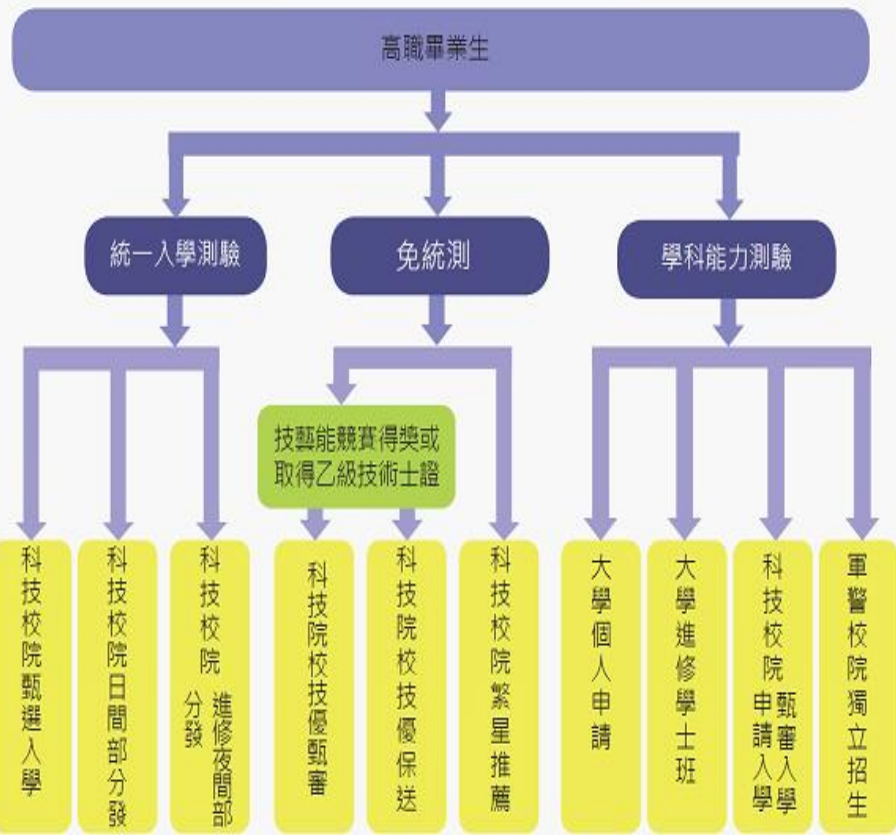 高職畢業生
統一入學測驗
免統測
學科能力測驗
技藝能競賽得獎或
取得乙級技術士證
科技校院甄選入學
科技校院日間部分發
科技校院
進修夜間部
分發
科技院校技優甄審
科技院校技優保送
科技校院繁星推薦
大學個人申請
大學進修學士班
科技校院
甄審入學
申請入學
軍警校院獨立招生